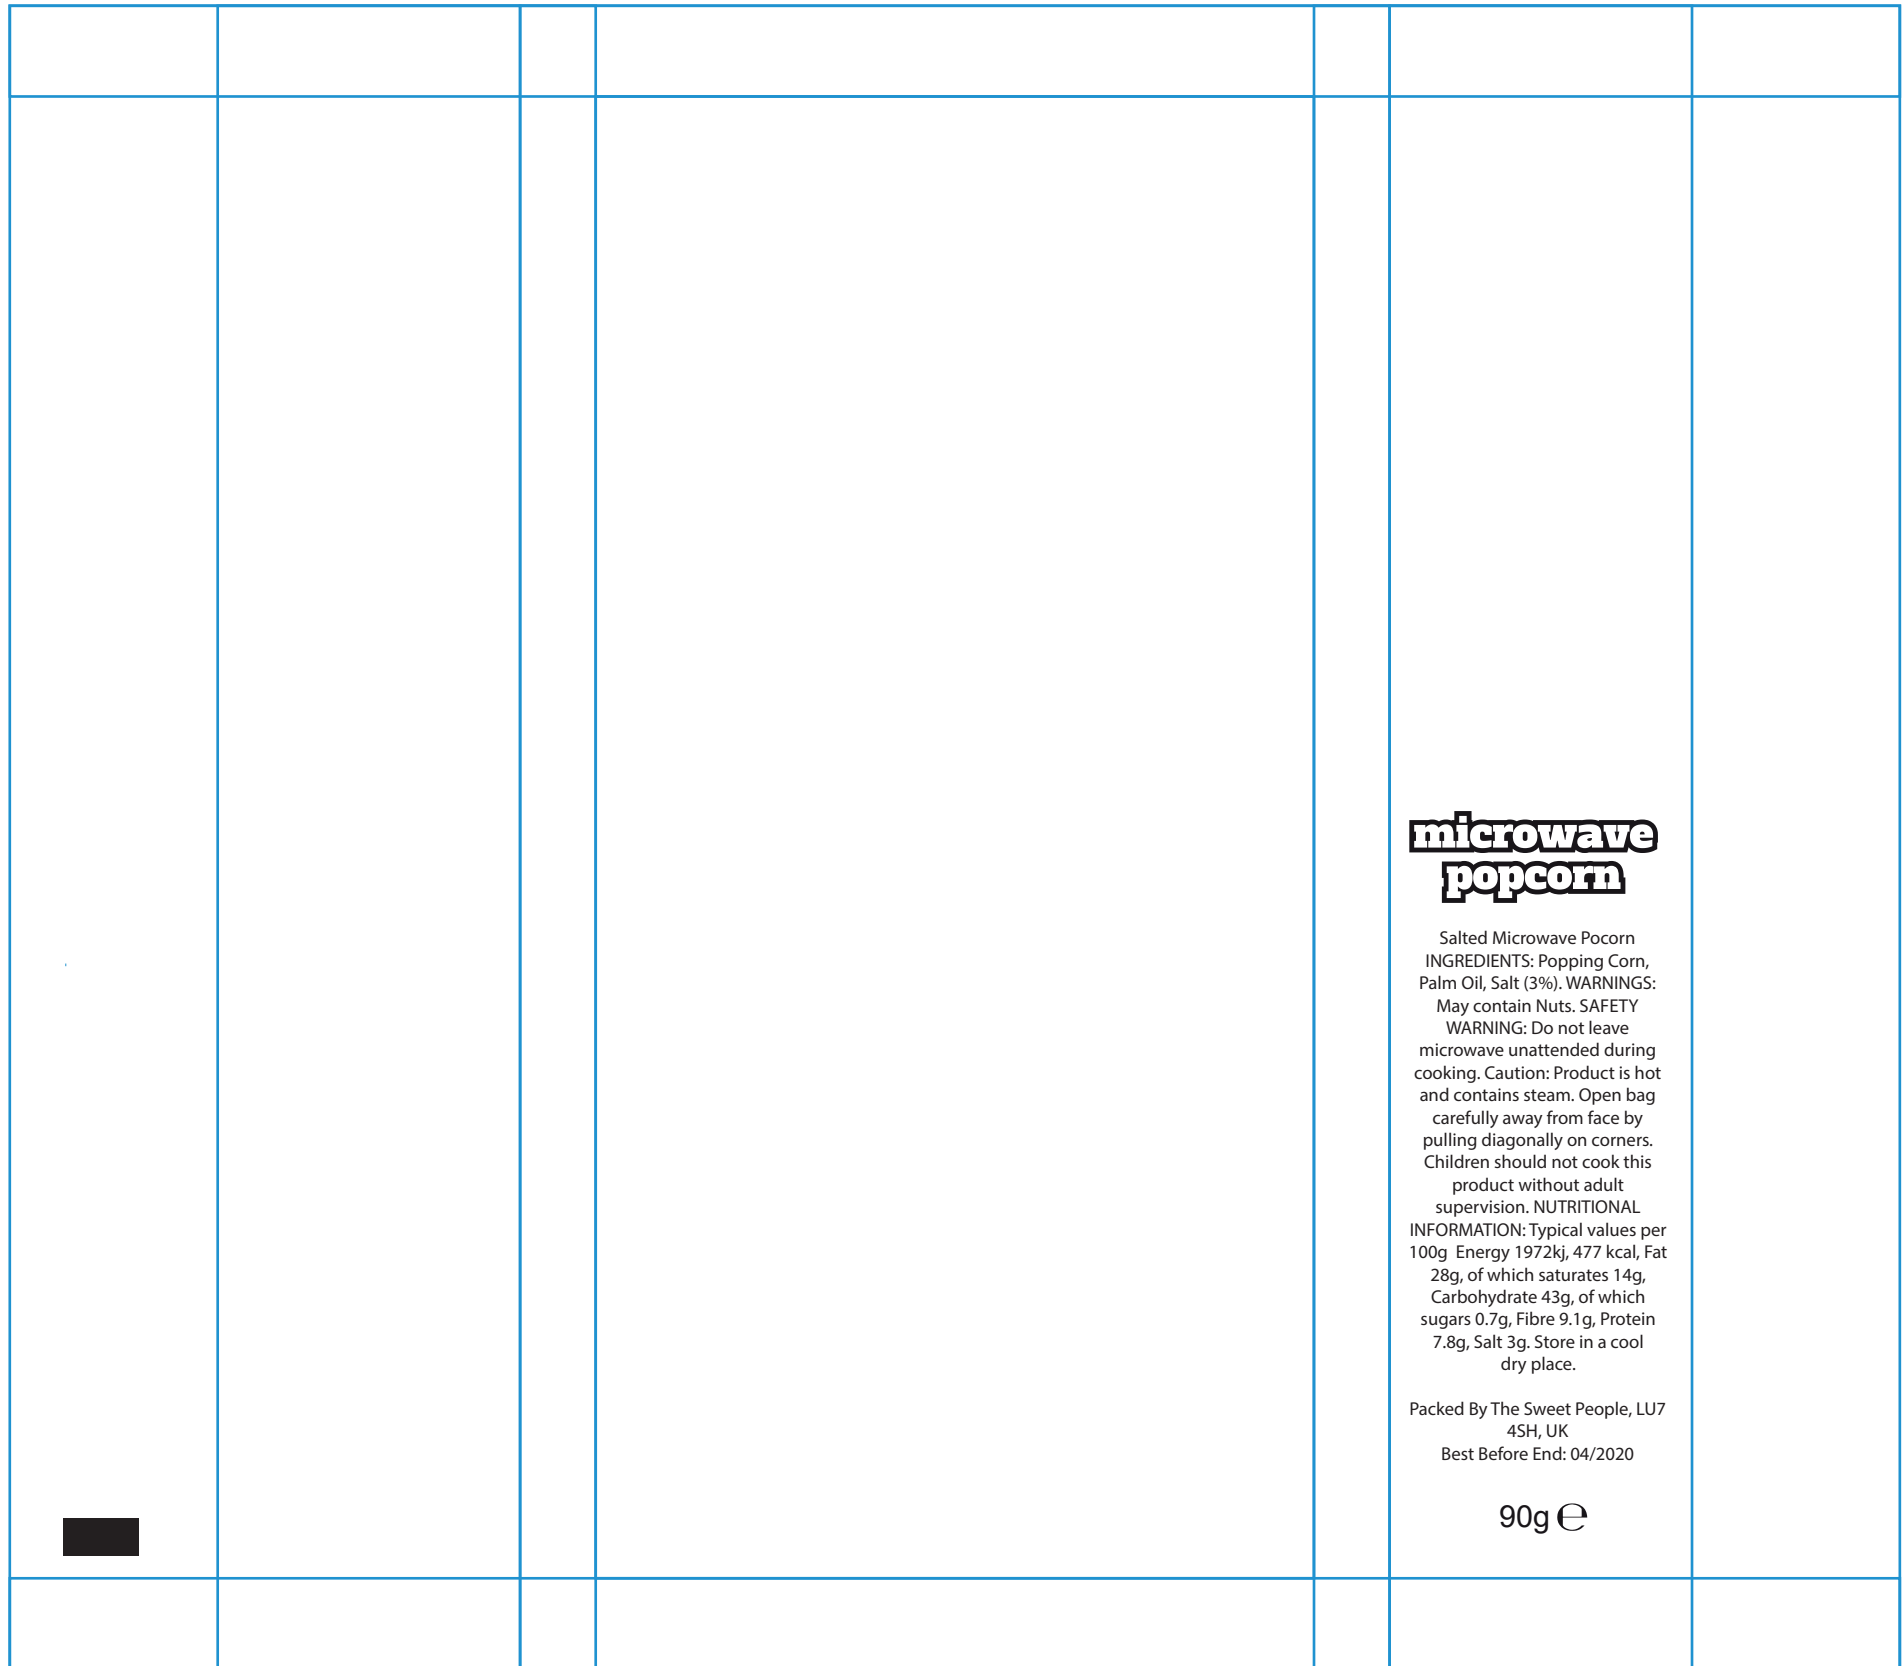 microwave
popcorn
Salted Microwave Pocorn
INGREDIENTS: Popping Corn,
Palm Oil, Salt (3%). WARNINGS:
May contain Nuts. SAFETY
WARNING: Do not leave
microwave unattended during
cooking. Caution: Product is hot
and contains steam. Open bag
carefully away from face by
pulling diagonally on corners.
Children should not cook this
product without adult
supervision. NUTRITIONAL
INFORMATION: Typical values per
100g  Energy 1972kj, 477 kcal, Fat
28g, of which saturates 14g,
Carbohydrate 43g, of which
sugars 0.7g, Fibre 9.1g, Protein
7.8g, Salt 3g. Store in a cool
dry place.
Packed By The Sweet People, LU7
4SH, UK
Best Before End: 04/2020
90g ℮